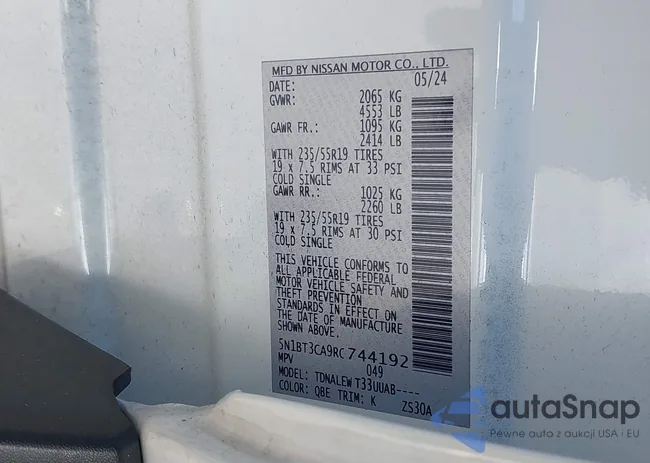 MFD BY NISSAN MOTOR CO., LTD.
DATE: 05/24
GVWR: 2065 KG
4553 LB
GAWR FR.: 1095 KG
2414 LB
WITH 235/55R19 TIRES
19 x 7.5 RIMS AT 33 PSI
COLD SINGLE
GAWR RR.: 1025 KG
2260 LB
WITH 235/55R19 TIRES
19 x 7.5 RIMS AT 30 PSI
COLD SINGLE
THIS VEHICLE CONFORMS TO
ALL APPLICABLE FEDERAL
MOTOR VEHICLE SAFETY AND
THEFT PREVENTION
STANDARDS IN EFFECT ON
THE DATE OF MANUFACTURE
SHOWN ABOVE.
5N1BT3CA9RC744192
MPV 049
MODEL: TDNALEW T33UUAB----
COLOR: QBE TRIM: K ZS30A
autoSnap
Pewne auta z aukcji USA i EU